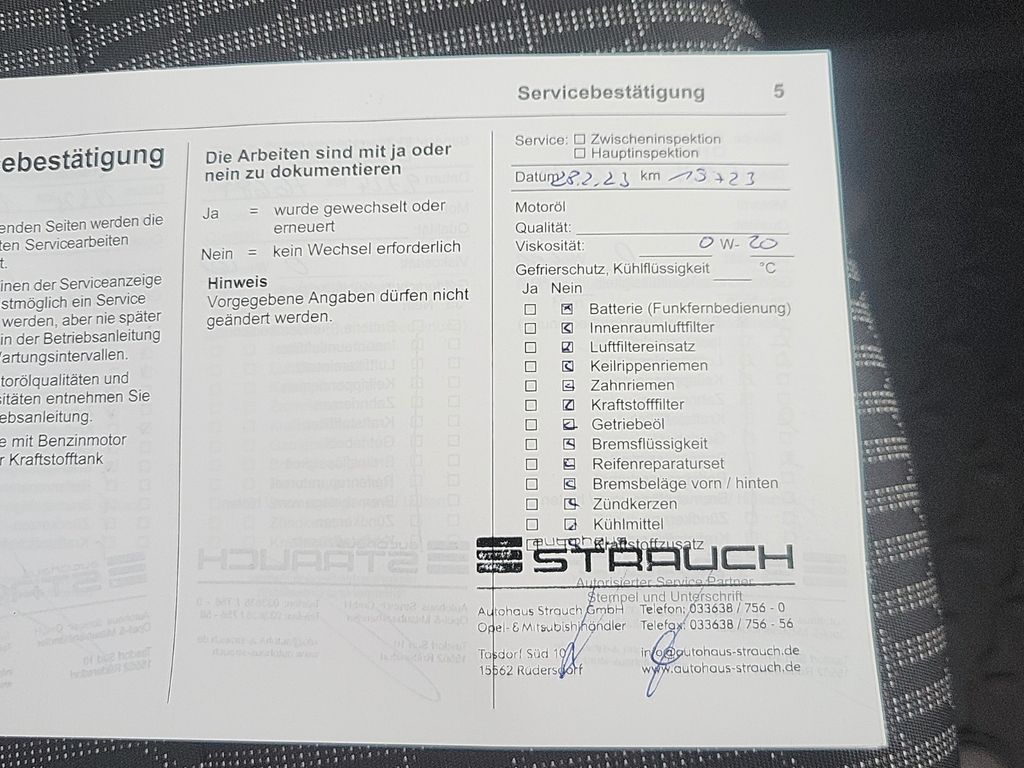 Servicebestätigung 5
ebestätigung
enden Seiten werden die
ten Servicearbeiten
t.
inen der Serviceanzeige
stmöglich ein Service
werden, aber nie später
in der Betriebsanleitung
Wartungsintervallen.
torölqualitäten und
sitäten entnehmen Sie
ebsanleitung.
e mit Benzinmotor
r Kraftstofftank
Die Arbeiten sind mit ja oder
nein zu dokumentieren
Ja = wurde gewechselt oder
erneuert
Nein = kein Wechsel erforderlich
Hinweis
Vorgegebene Angaben dürfen nicht
geändert werden.
Service: ☐ Zwischeninspektion
☐ Hauptinspektion
Datum 28.2.23 km
Motoröl
Qualität:
Viskosität: 0 W- 20
Gefrierschutz, Kühlflüssigkeit °C
Ja Nein
Batterie (Funkfernbedienung)
Innenraumluftfilter
Luftfiltereinsatz
Keilrippenriemen
Zahnriemen
Kraftstofffilter
Getriebeöl
Bremsflüssigkeit
Reifenreparaturset
Bremsbeläge vorn / hinten
Zündkerzen
Kühlmittel
Kraftstoffzusatz
autohaus
STRAUCH
Autorisierter Service Partner
Stempel und Unterschrift
Autohaus Strauch GmbH Telefon: 033638 / 756 - 0
Opel- & Mitsubishihändler Telefax: 033638 / 756 - 56
Tasdorf Süd 10 info@autohaus-strauch.de
15562 Rüdersdorf www.autohaus-strauch.de